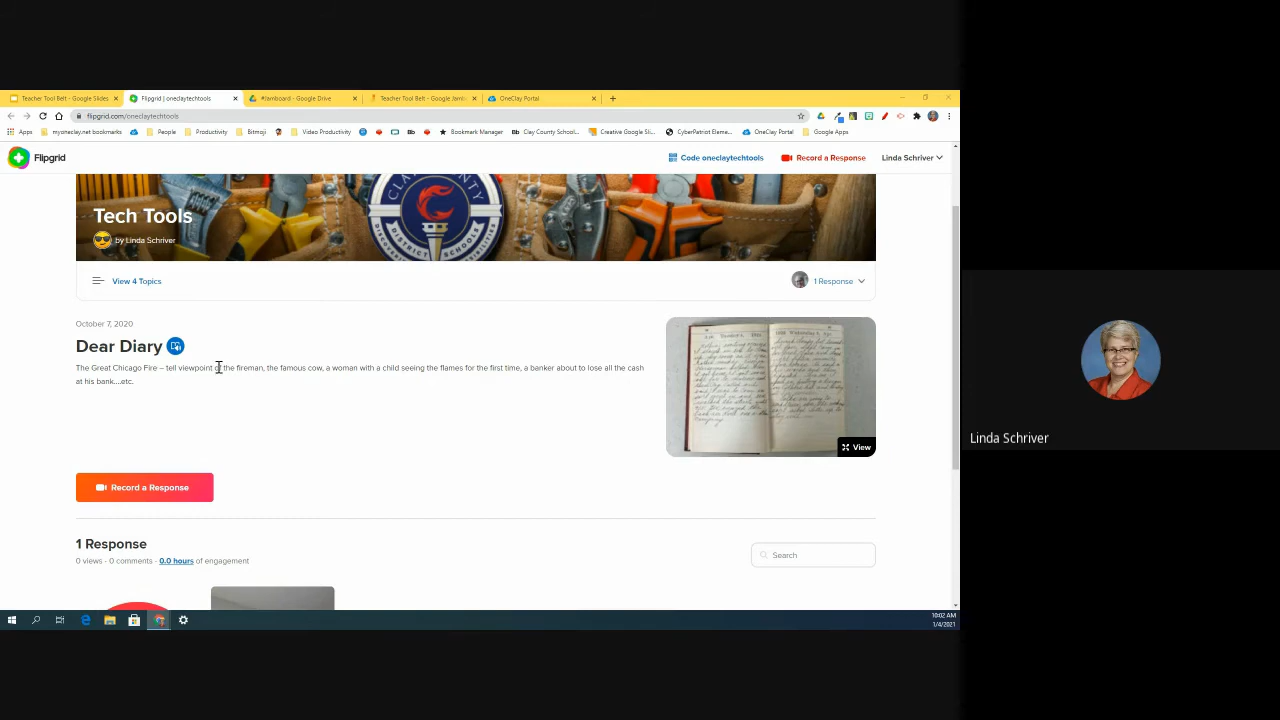 Teacher Tool Belt - Google Slides
Flipgrid | oneclaytechtools
#Jamboard - Google Drive
Teacher Tool Belt - Google Jamb
OneClay Portal
flipgrid.com/oneclaytechtools
Apps
myoneclay.net bookmarks
People
Productivity
Bitmoji
Video Productivity
Bookmark Manager
Bb Clay County School...
Creative Google Sli...
CyberPatriot Eleme...
OneClay Portal
Google Apps
Flipgrid
Code oneclaytechtools
Record a Response
Linda Schriver
Tech Tools
by Linda Schriver
DISTRICT SCHOOLS
View 4 Topics
1 Response
October 7, 2020
Dear Diary
The Great Chicago Fire – tell viewpoint of the fireman, the famous cow, a woman with a child seeing the flames for the first time, a banker about to lose all the cash
at his bank....etc.
View
Record a Response
1 Response
0 views · 0 comments · 0.0 hours of engagement
Search
Linda Schriver
10:02 AM
1/4/2021